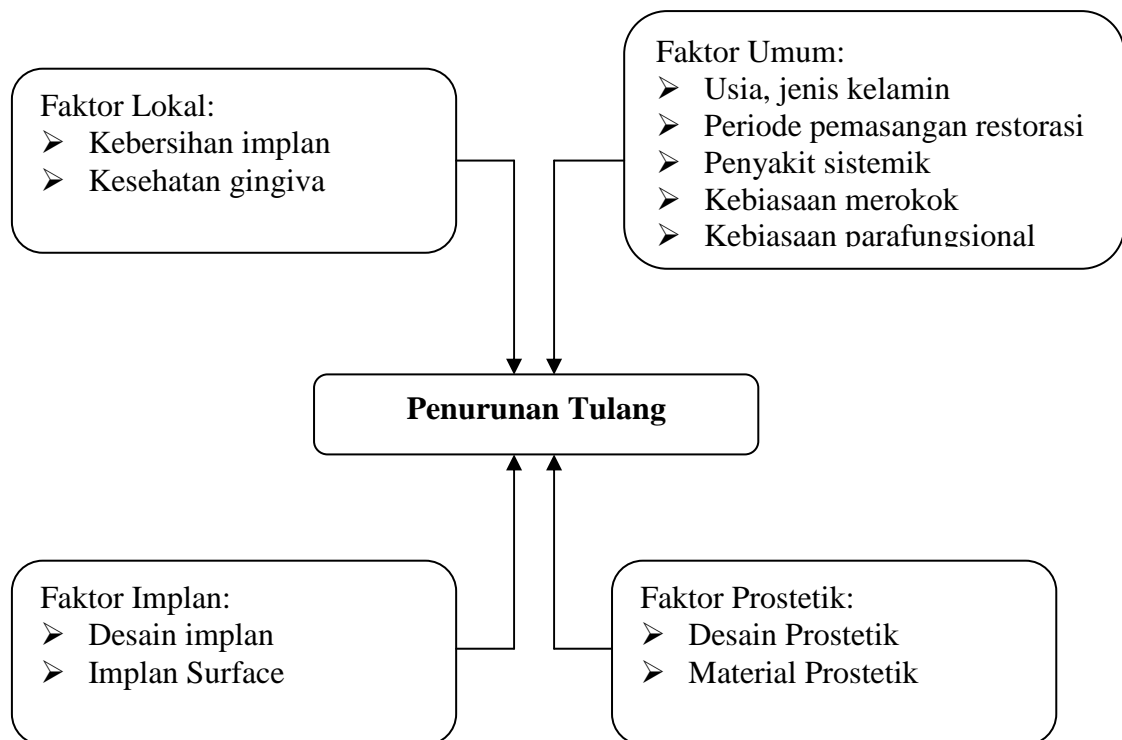 Faktor Lokal:
➢ Kebersihan implan
➢ Kesehatan gingiva
Faktor Umum:
➢ Usia, jenis kelamin
➢ Periode pemasangan restorasi
➢ Penyakit sistemik
➢ Kebiasaan merokok
➢ Kebiasaan parafungsional
Penurunan Tulang
Faktor Implan:
➢ Desain implan
➢ Implan Surface
Faktor Prostetik:
➢ Desain Prostetik
➢ Material Prostetik